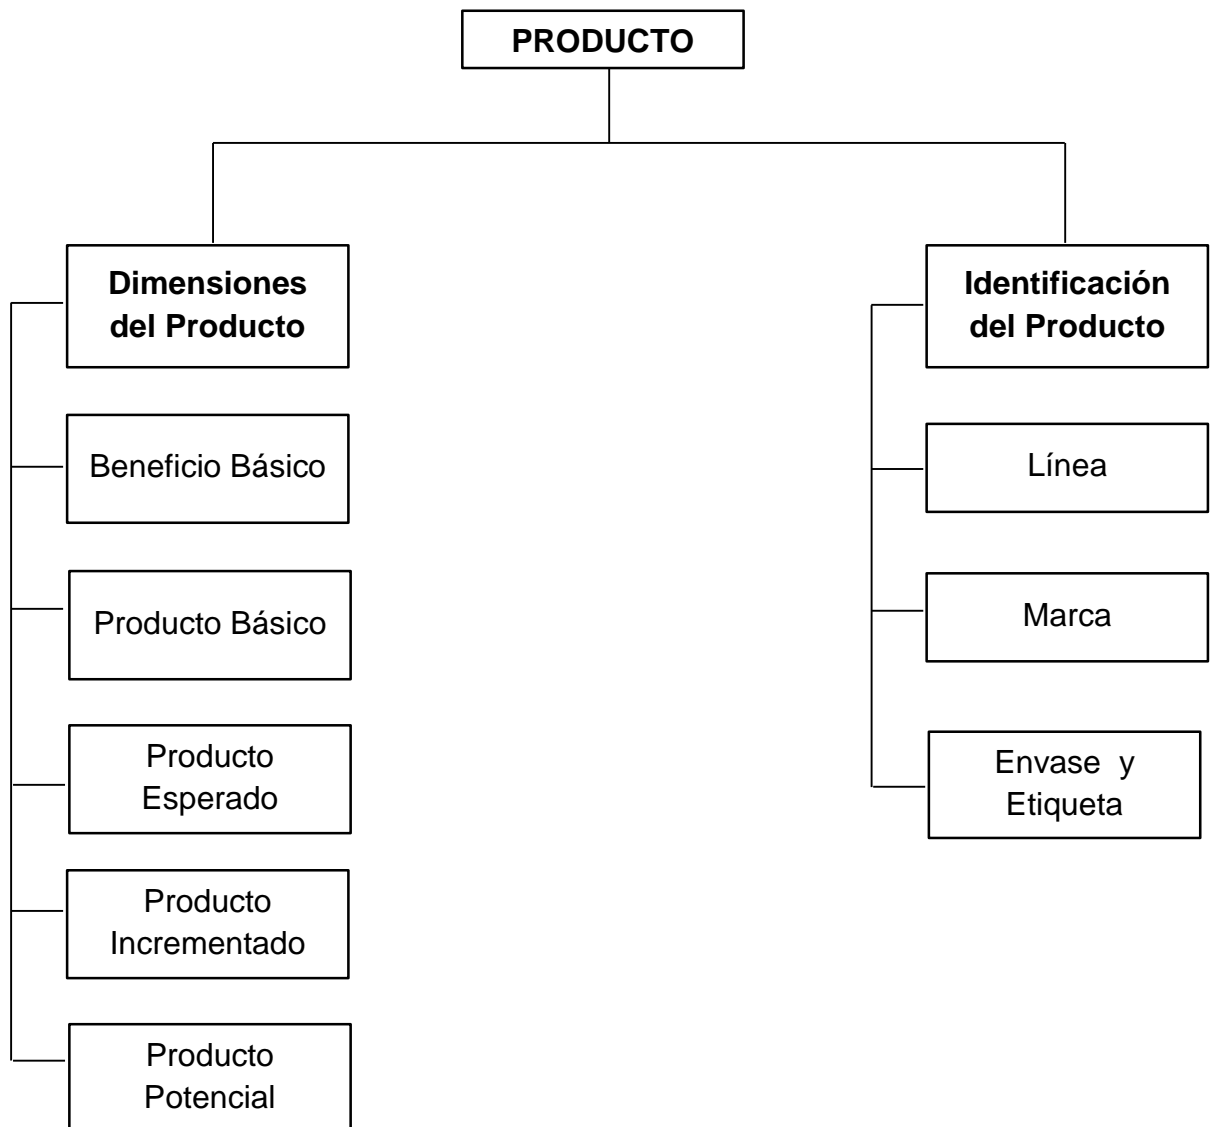 PRODUCTO
Dimensiones
del Producto
Beneficio Básico
Producto Básico
Producto
Esperado
Producto
Incrementado
Producto
Potencial
Identificación
del Producto
Línea
Marca
Envase y
Etiqueta